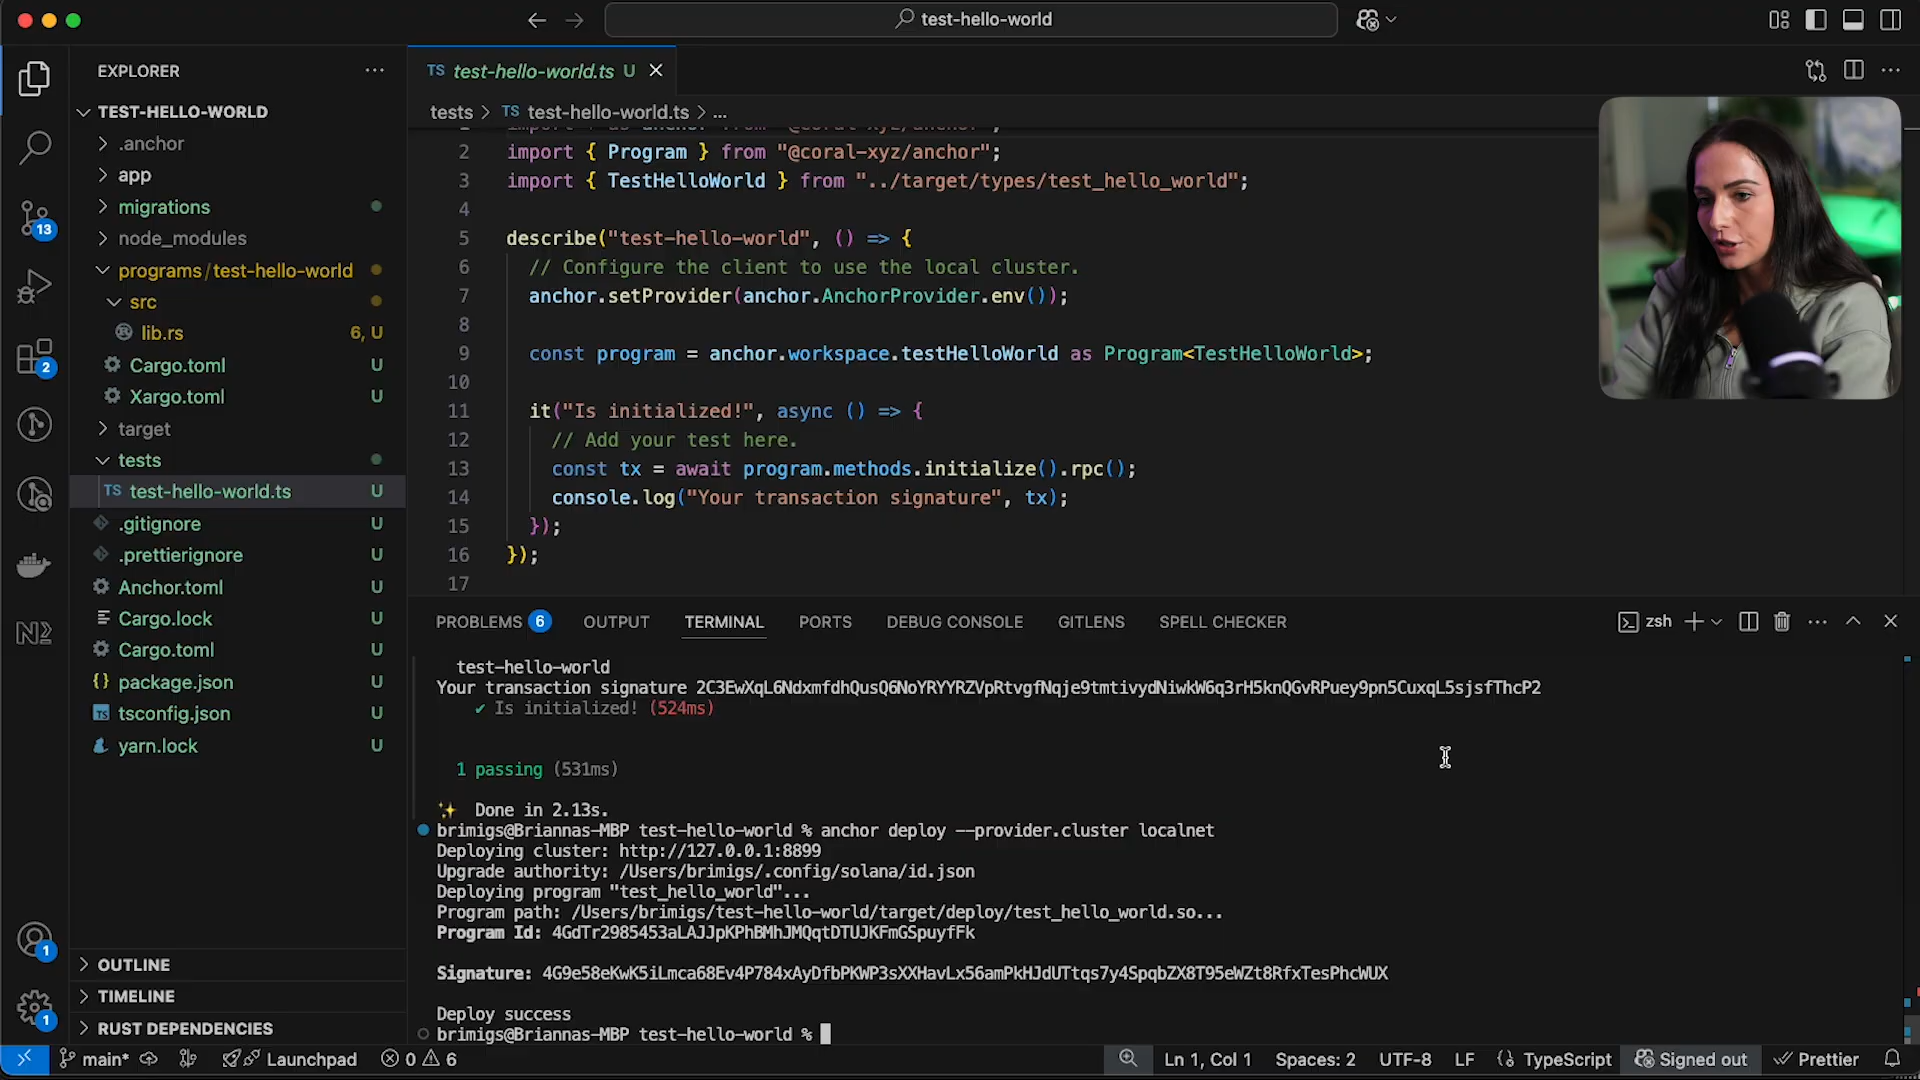 test-hello-world
EXPLORER
TS test-hello-world.ts U
TEST-HELLO-WORLD
tests > TS test-hello-world.ts > ...
.anchor
app
migrations
node_modules
programs/test-hello-world
src
lib.rs 6, U
Cargo.toml U
Xargo.toml U
target
tests
TS test-hello-world.ts U
.gitignore U
.prettierignore U
Anchor.toml U
Cargo.lock U
Cargo.toml U
package.json U
tsconfig.json U
yarn.lock U
OUTLINE
TIMELINE
RUST DEPENDENCIES
13
2
1
1
2 import { Program } from "@coral-xyz/anchor";
3 import { TestHelloWorld } from "../target/types/test_hello_world";
4
5 describe("test-hello-world", () => {
6 // Configure the client to use the local cluster.
7 anchor.setProvider(anchor.AnchorProvider.env());
8
9 const program = anchor.workspace.testHelloWorld as Program<TestHelloWorld>;
10
11 it("Is initialized!", async () => {
12 // Add your test here.
13 const tx = await program.methods.initialize().rpc();
14 console.log("Your transaction signature", tx);
15 });
16 });
17
PROBLEMS 6 OUTPUT TERMINAL PORTS DEBUG CONSOLE GITLENS SPELL CHECKER zsh
test-hello-world
Your transaction signature 2C3EwXqL6NdxmfdhQusQ6NoYRYYRZVpRtvgfNqje9tmtivydNiwkW6q3rH5knQGvRPuey9pn5CuxqL5sjsfThcP2
✔ Is initialized! (524ms)
1 passing (531ms)
✨ Done in 2.13s.
brimigs@Briannas-MBP test-hello-world % anchor deploy --provider.cluster localnet
Deploying cluster: http://127.0.0.1:8899
Upgrade authority: /Users/brimigs/.config/solana/id.json
Deploying program "test_hello_world"...
Program path: /Users/brimigs/test-hello-world/target/deploy/test_hello_world.so...
Program Id: 4GdTr2985453aLAJJpKPhBMhJMQqtDTUJKFmGSpuyfFk
Signature: 4G9e58eKwK5iLmca68Ev4P784xAyDfbPKWP3sXXHavLx56amPkHJdUTtqs7y4SpqbZX8T95eWZt8RfxTesPhcWUX
Deploy success
brimigs@Briannas-MBP test-hello-world %
main* Launchpad 0 6 Ln 1, Col 1 Spaces: 2 UTF-8 LF TypeScript Signed out Prettier